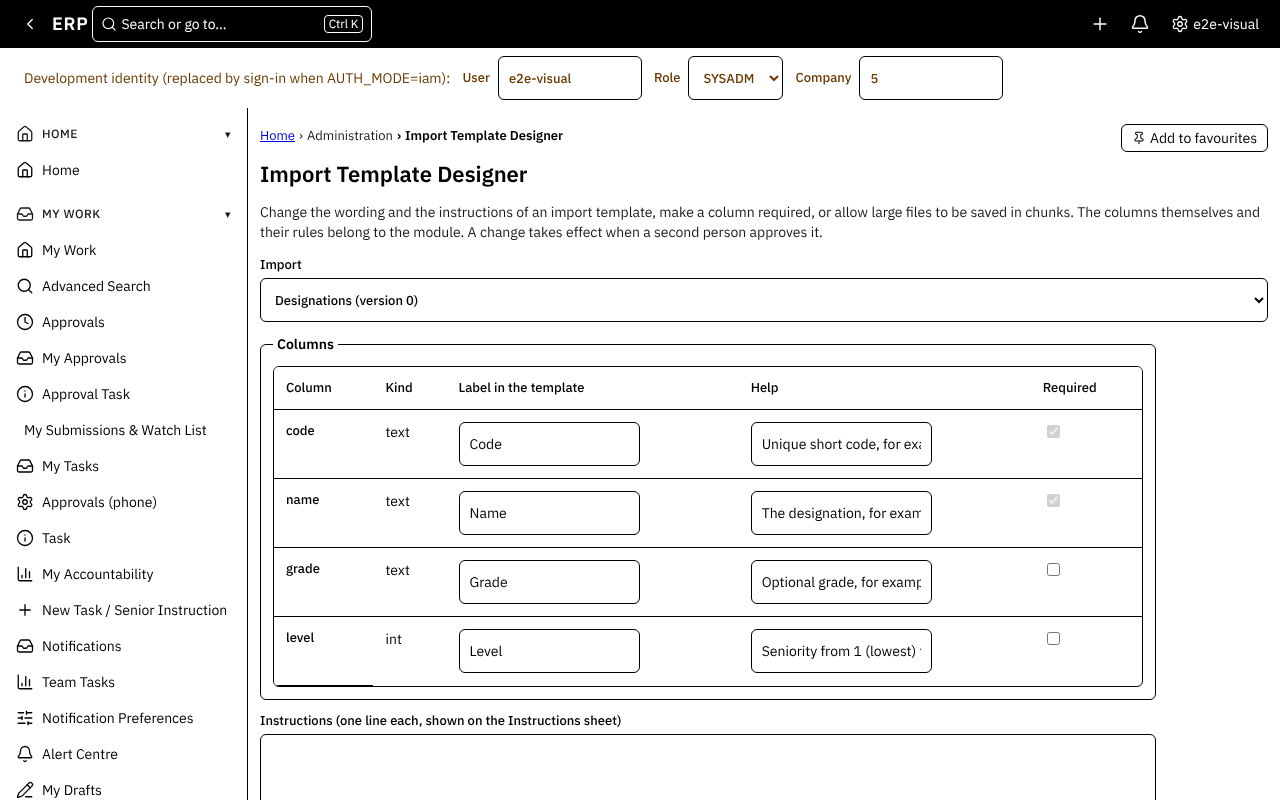 ERP
Search or go to…
Ctrl K
e2e-visual
Development identity (replaced by sign-in when AUTH_MODE=iam):
User
e2e-visual
Role
SYSADM
Company
5
HOME
Home
MY WORK
My Work
Advanced Search
Approvals
My Approvals
Approval Task
My Submissions & Watch List
My Tasks
Approvals (phone)
Task
My Accountability
New Task / Senior Instruction
Notifications
Team Tasks
Notification Preferences
Alert Centre
My Drafts
Home › Administration › Import Template Designer
Add to favourites
Import Template Designer
Change the wording and the instructions of an import template, make a column required, or allow large files to be saved in chunks. The columns themselves and
their rules belong to the module. A change takes effect when a second person approves it.
Import
Designations (version 0)
Columns
Column Kind Label in the template Help Required
code text Code Unique short code, for
name text Name The designation, for
grade text Grade Optional grade, for
level int Level Seniority from 1 (lowest)
Instructions (one line each, shown on the Instructions sheet)